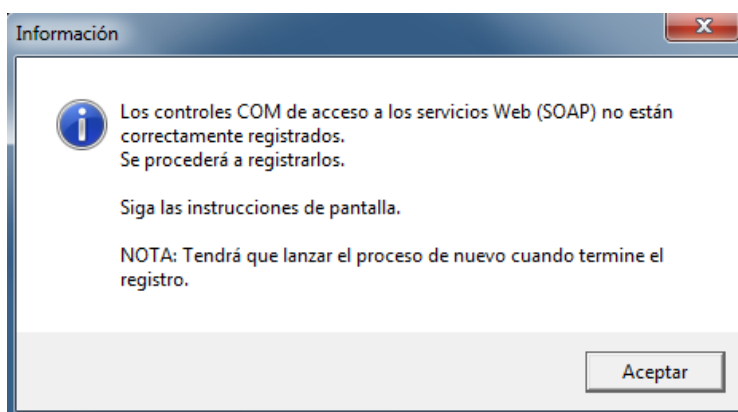 Información
Los controles COM de acceso a los servicios Web (SOAP) no están
correctamente registrados.
Se procederá a registrarlos.
Siga las instrucciones de pantalla.
NOTA: Tendrá que lanzar el proceso de nuevo cuando termine el
registro.
Aceptar